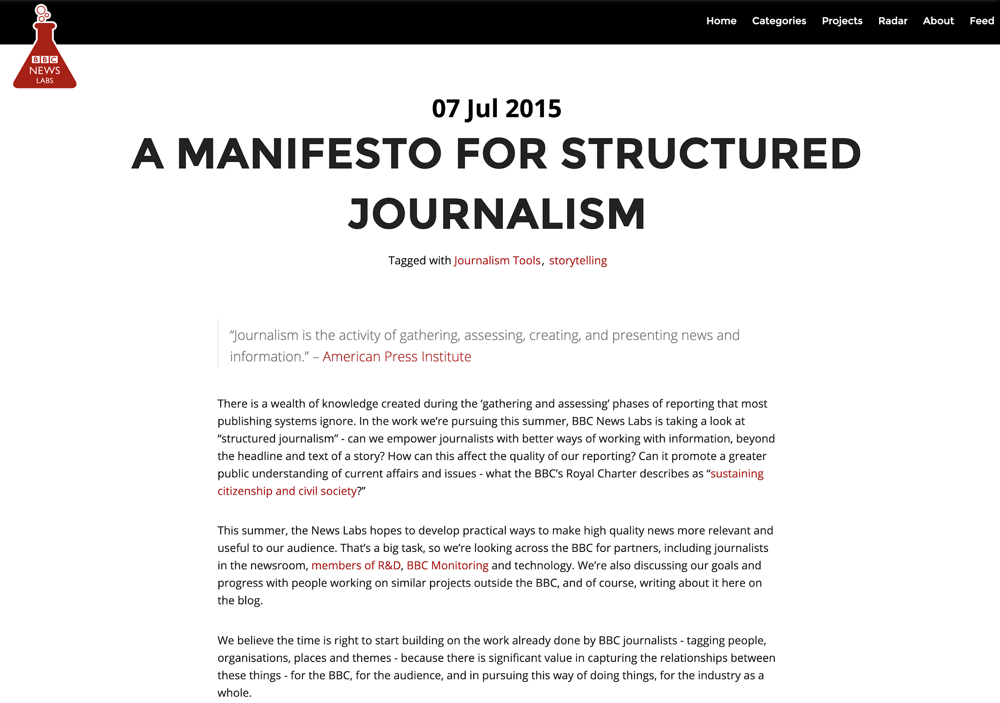 Home Categories Projects Radar About Feed
BBC
NEWS
LABS
07 Jul 2015
A MANIFESTO FOR STRUCTURED
JOURNALISM
Tagged with Journalism Tools, storytelling
“Journalism is the activity of gathering, assessing, creating, and presenting news and
information.” – American Press Institute
There is a wealth of knowledge created during the ‘gathering and assessing’ phases of reporting that most
publishing systems ignore. In the work we’re pursuing this summer, BBC News Labs is taking a look at
“structured journalism” - can we empower journalists with better ways of working with information, beyond
the headline and text of a story? How can this affect the quality of our reporting? Can it promote a greater
public understanding of current affairs and issues - what the BBC’s Royal Charter describes as “sustaining
citizenship and civil society?”
This summer, the News Labs hopes to develop practical ways to make high quality news more relevant and
useful to our audience. That’s a big task, so we’re looking across the BBC for partners, including journalists
in the newsroom, members of R&D, BBC Monitoring and technology. We’re also discussing our goals and
progress with people working on similar projects outside the BBC, and of course, writing about it here on
the blog.
We believe the time is right to start building on the work already done by BBC journalists - tagging people,
organisations, places and themes - because there is significant value in capturing the relationships between
these things - for the BBC, for the audience, and in pursuing this way of doing things, for the industry as a
whole.